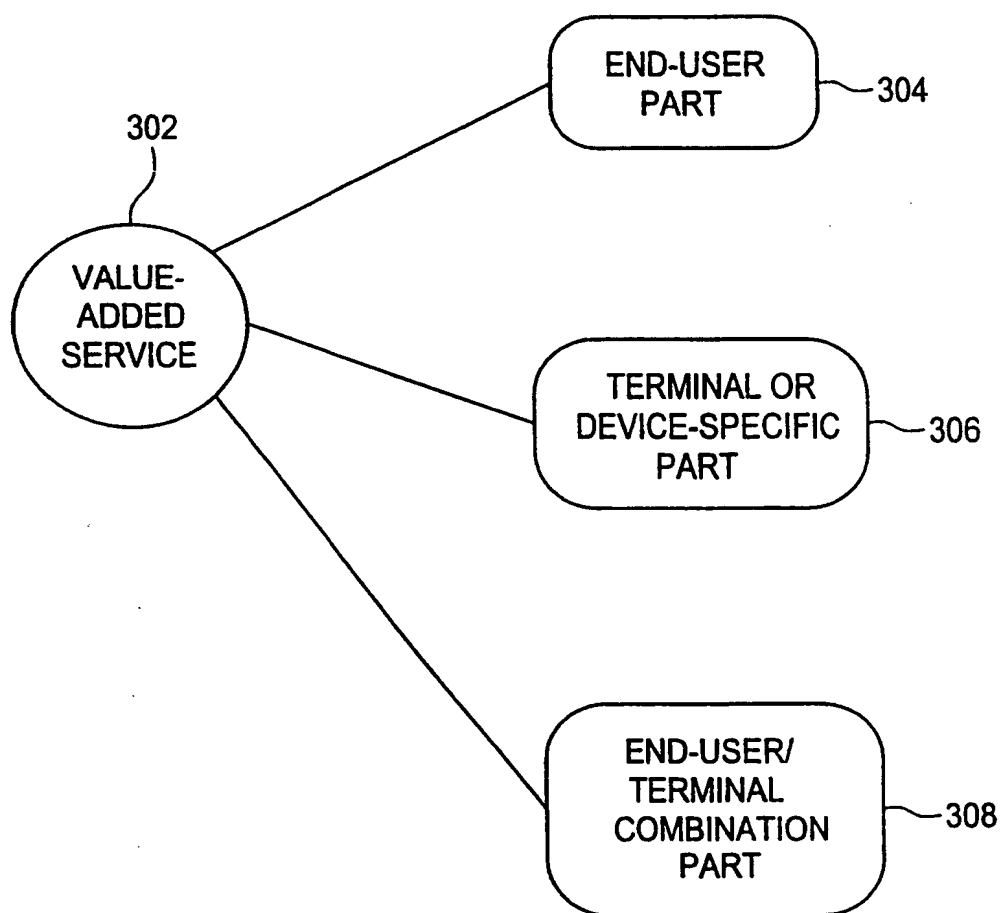 END-USER
PART
304
302
VALUE-
ADDED
SERVICE
TERMINAL OR
DEVICE-SPECIFIC
PART
306
END-USER/
TERMINAL
COMBINATION
PART
308